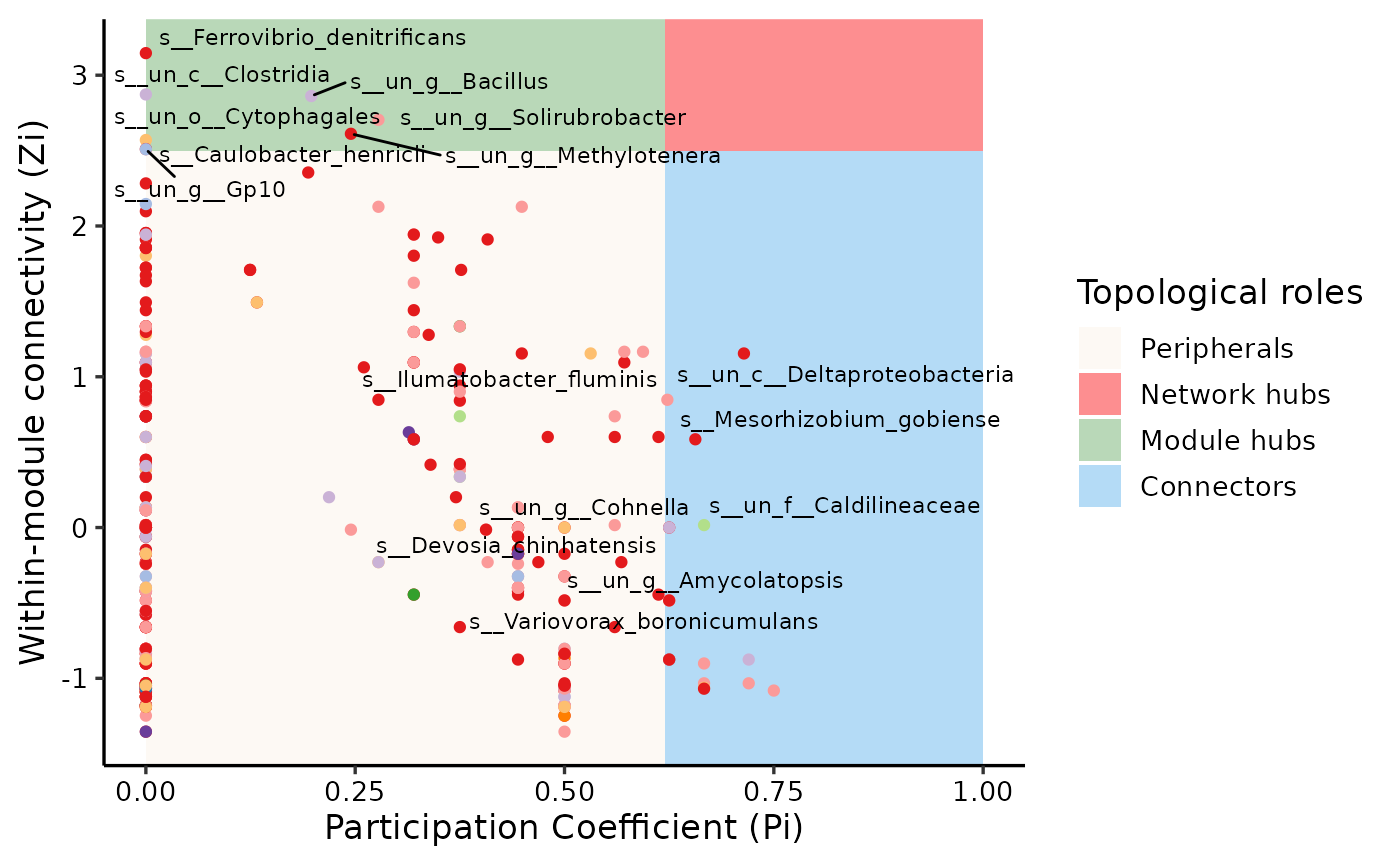 s__Ferrovibrio_denitrificans
s__un_c__Clostridia
s__un_g__Bacillus
s__un_o__Cytophagales
s__un_g__Solirubrobacter
s__Caulobacter_henricii
s__un_g__Methylotenera
s__un_g__Gp10
s__Ilumatobacter_fluminis
s__un_c__Deltaproteobacteria
s__Mesorhizobium_gobiense
s__un_g__Cohnella
s__un_f__Caldilineaceae
s__Devosia_chinhatensis
s__un_g__Amycolatopsis
s__Variovorax_boronicumulans
3
2
1
0
-1
0.00
0.25
0.50
0.75
1.00
Participation Coefficient (Pi)
Within-module connectivity (Zi)
Topological roles
Peripherals
Network hubs
Module hubs
Connectors